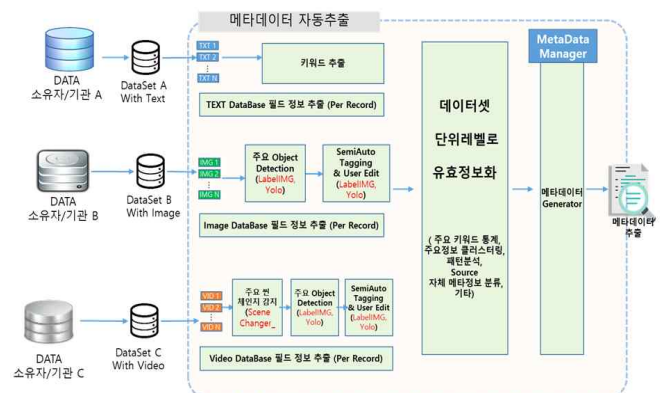 메타데이터 자동추출
MetaData
Manager
DATA
소유자/기관 A
DataSet A
With Text
TXT 1
TXT 2
TXT N
키워드 추출
TEXT DataBase 필드 정보 추출 (Per Record)
DATA
소유자/기관 B
DataSet B
With Image
IMG 1
IMG 2
IMG N
주요 Object
Detection
(LabelIMG,
Yolo)
SemiAuto
Tagging
& User Edit
(LabelIMG,
Yolo)
Image DataBase 필드 정보 추출 (Per Record)
DATA
소유자/기관 C
DataSet C
With Video
VID 1
VID 2
VID N
주요 씬
체인지 감지
(Scene
Changer_
주요 Object
Detection
(LabelIMG,
Yolo)
SemiAuto
Tagging
& User Edit
(LabelIMG,
Yolo)
Video DataBase 필드 정보 추출 (Per Record)
데이터셋
단위레벨로
유효정보화
( 주요 키워드 통계,
주요정보 클러스터링,
패턴분석,
Source
자체 메타정보 분류,
기타)
메타데이터
Generator
메타데이터
추출